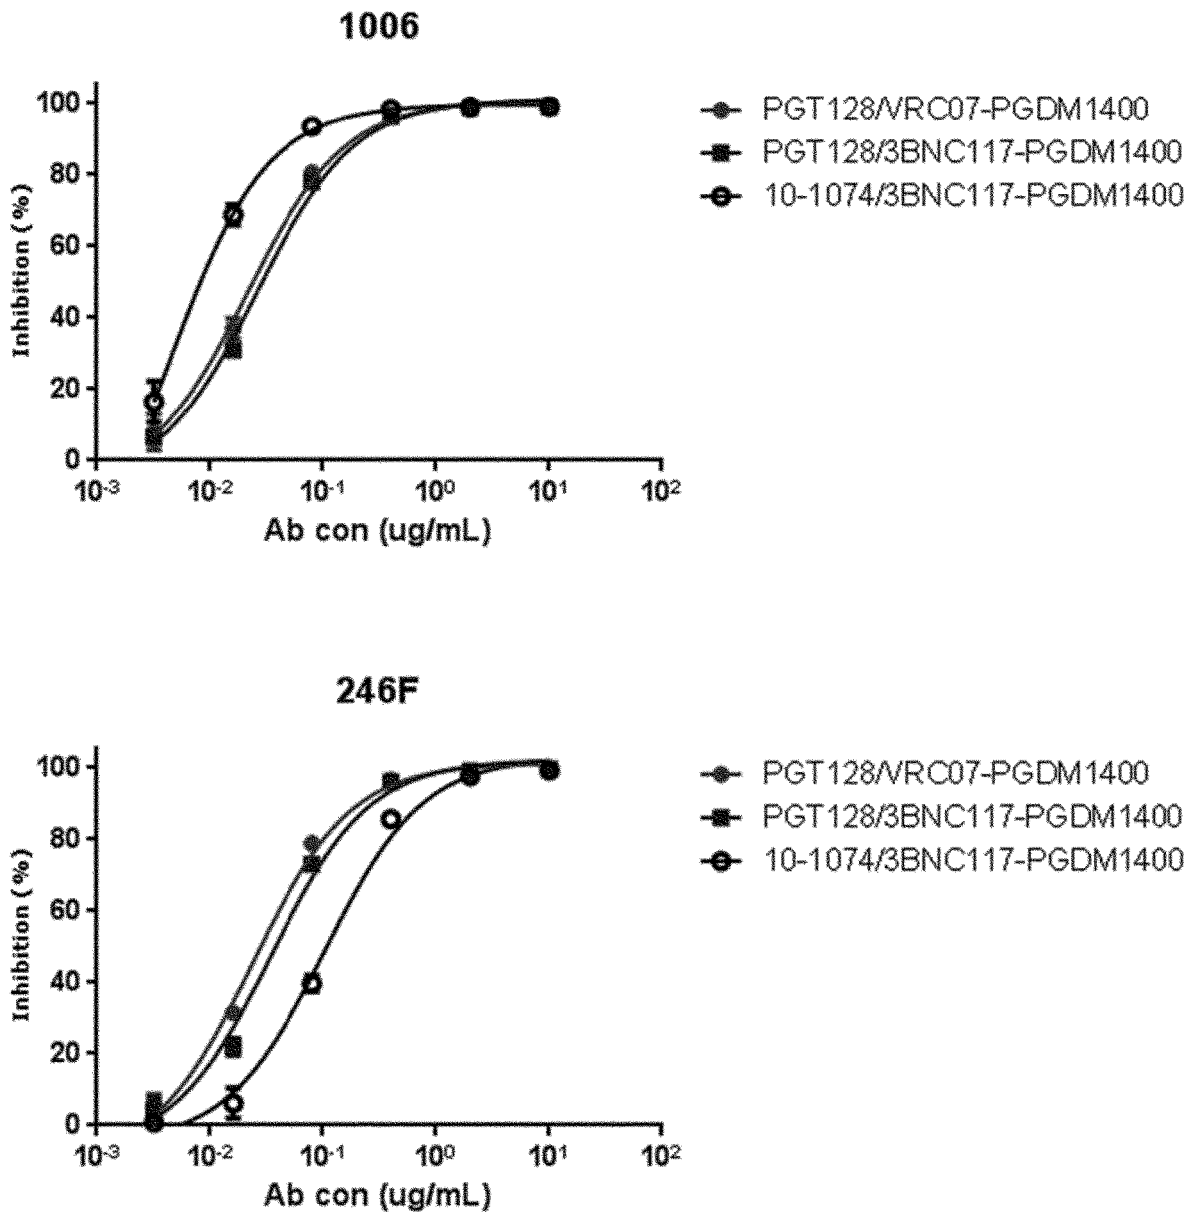 1006
100
80
60
40
20
0
Inhibition (%)
10-3 10-2 10-1 100 101 102
Ab con (ug/mL)
PGT128/VRC07-PGDM1400
PGT128/3BNC117-PGDM1400
10-1074/3BNC117-PGDM1400
246F
100
80
60
40
20
0
Inhibition (%)
10-3 10-2 10-1 100 101 102
Ab con (ug/mL)
PGT128/VRC07-PGDM1400
PGT128/3BNC117-PGDM1400
10-1074/3BNC117-PGDM1400